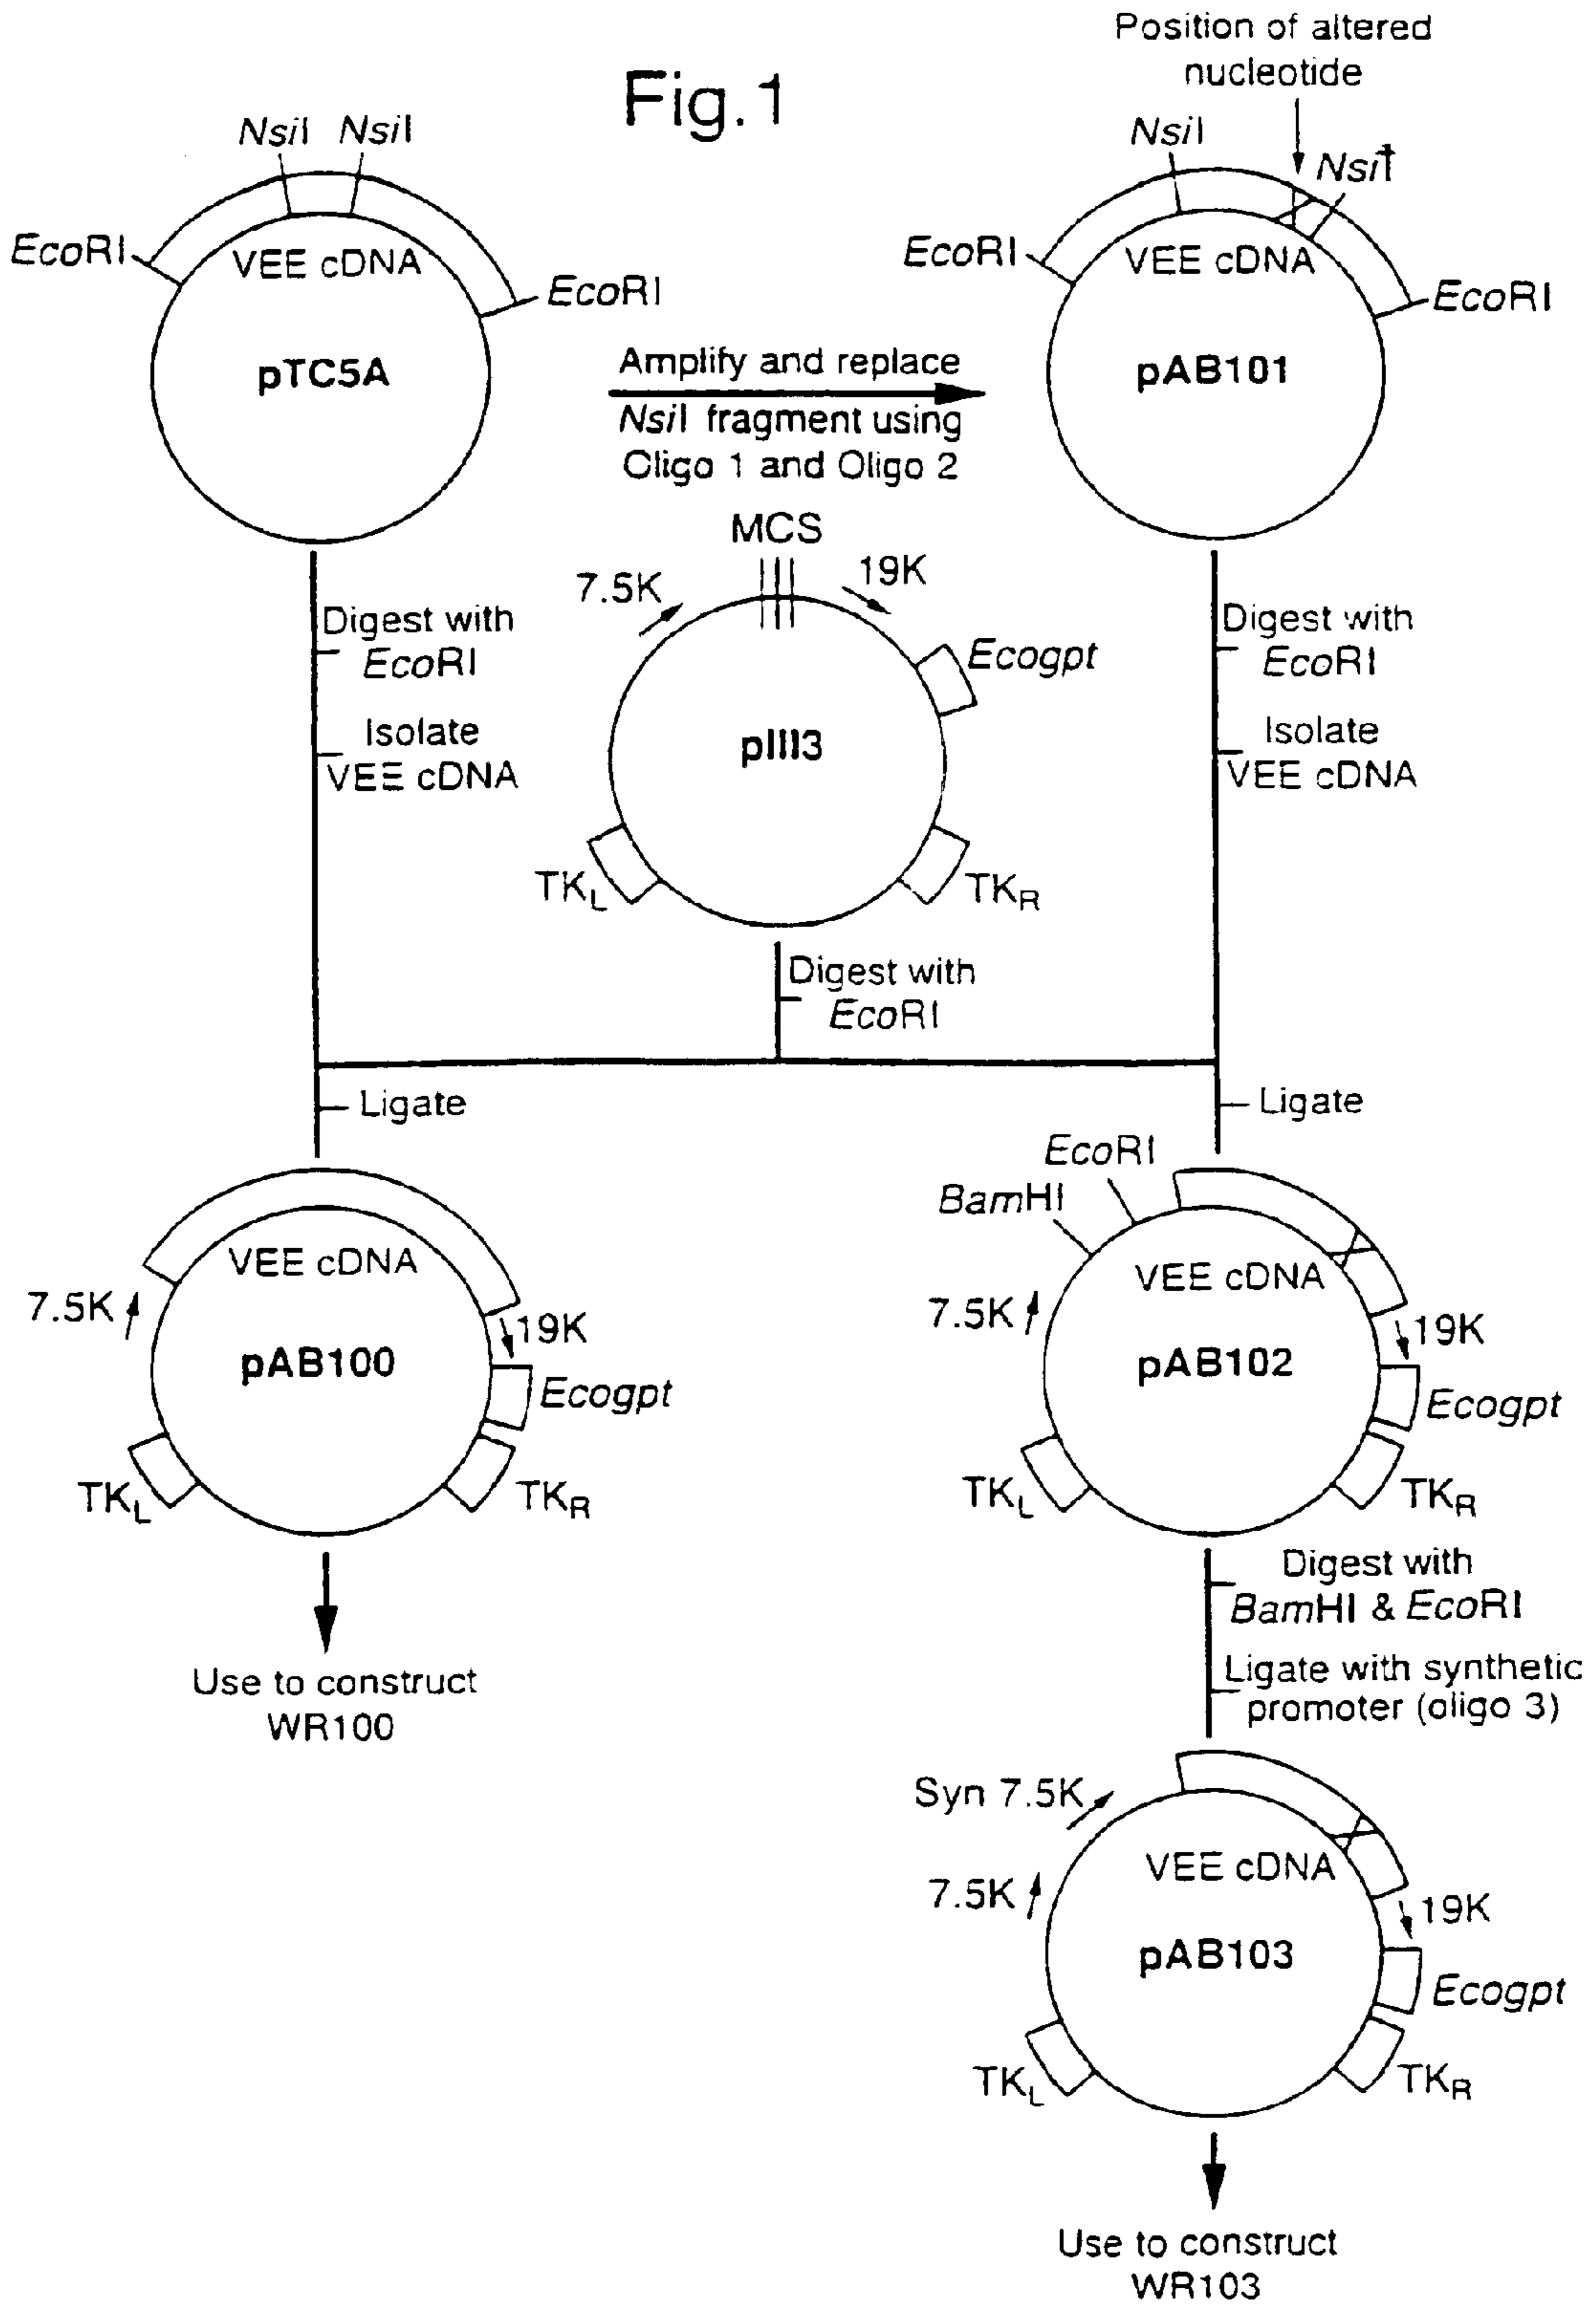 Position of altered
nucleotide
Fig.1
NsiI NsiI
NsiI
NsiI
EcoRI
VEE cDNA
EcoRI
pTC5A
EcoRI
VEE cDNA
EcoRI
pAB101
Amplify and replace
NsiI fragment using
Oligo 1 and Oligo 2
MCS
7.5K
19K
Ecogpt
pIII3
TKL
TKR
Digest with
EcoRI
Isolate
VEE cDNA
Digest with
EcoRI
Isolate
VEE cDNA
Digest with
EcoRI
Ligate
Ligate
VEE cDNA
7.5K
19K
pAB100
Ecogpt
TKL
TKR
Use to construct
WR100
EcoRI
BamHI
VEE cDNA
7.5K
19K
pAB102
Ecogpt
TKL
TKR
Digest with
BamHI & EcoRI
Ligate with synthetic
promoter (oligo 3)
Syn 7.5K
VEE cDNA
7.5K
19K
pAB103
Ecogpt
TKL
TKR
Use to construct
WR103